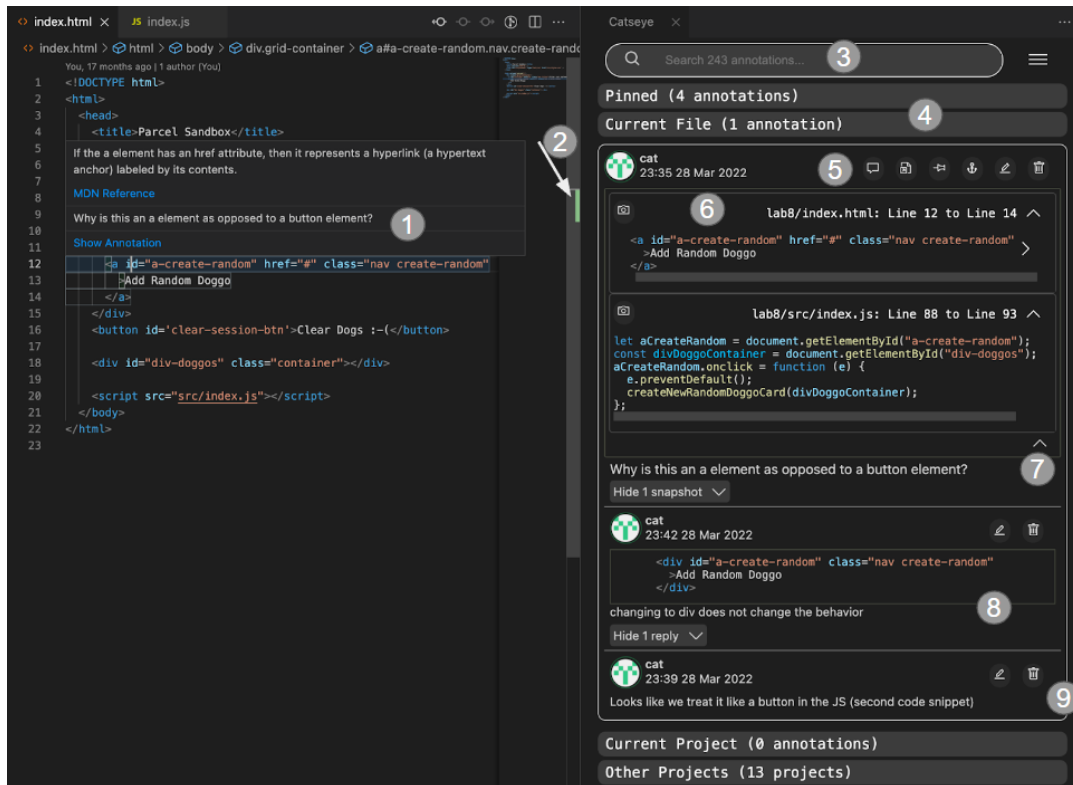 index.html
JS index.js
index.html > html > body > div.grid-container > a#a-create-random.nav.create-rando
You, 17 months ago | 1 author (You)
1 <!DOCTYPE html>
2 <html>
3 <head>
4 <title>Parcel Sandbox</title>
5
6
7
8
9
10
11
If the a element has an href attribute, then it represents a hyperlink (a hypertext
anchor) labeled by its contents.
MDN Reference
Why is this an a element as opposed to a button element?
1
Show Annotation
12 <a id="a-create-random" href="#" class="nav create-random"
13 >Add Random Doggo
14 </a>
15 </div>
16 <button id='clear-session-btn'>Clear Dogs :-(</button>
17
18 <div id="div-doggos" class="container"></div>
19
20 <script src="src/index.js"></script>
21 </body>
22 </html>
23
2
Catseye
Search 243 annotations...
3
Pinned (4 annotations)
4
Current File (1 annotation)
cat
23:35 28 Mar 2022
5
6
lab8/index.html: Line 12 to Line 14
<a id="a-create-random" href="#" class="nav create-random"
>Add Random Doggo
</a>
lab8/src/index.js: Line 88 to Line 93
let aCreateRandom = document.getElementById("a-create-random");
const divDoggoContainer = document.getElementById("div-doggos");
aCreateRandom.onclick = function (e) {
e.preventDefault();
createNewRandomDoggoCard(divDoggoContainer);
};
7
Why is this an a element as opposed to a button element?
Hide 1 snapshot
cat
23:42 28 Mar 2022
<div id="a-create-random" class="nav create-random"
>Add Random Doggo
</div>
8
changing to div does not change the behavior
Hide 1 reply
cat
23:39 28 Mar 2022
9
Looks like we treat it like a button in the JS (second code snippet)
Current Project (0 annotations)
Other Projects (13 projects)